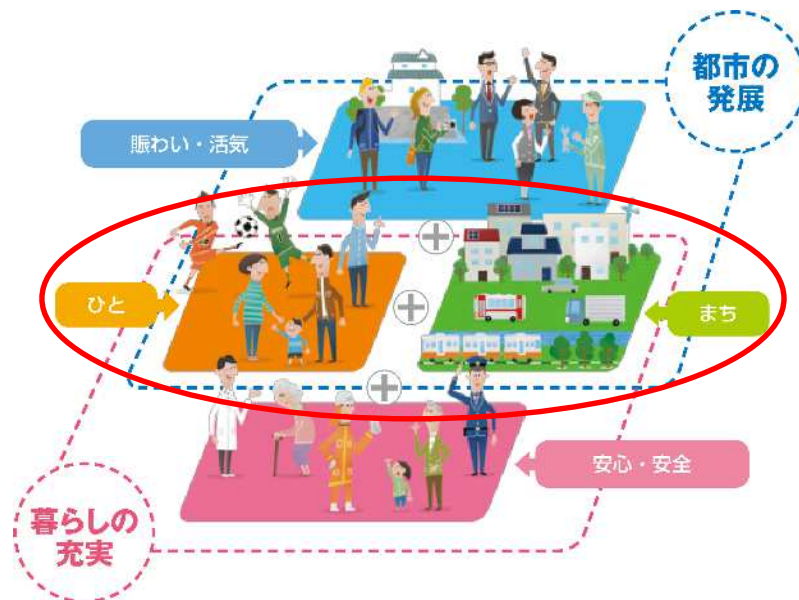 都市の
発展
賑わい・活気
ひと
まち
安心・安全
暮らしの
充実